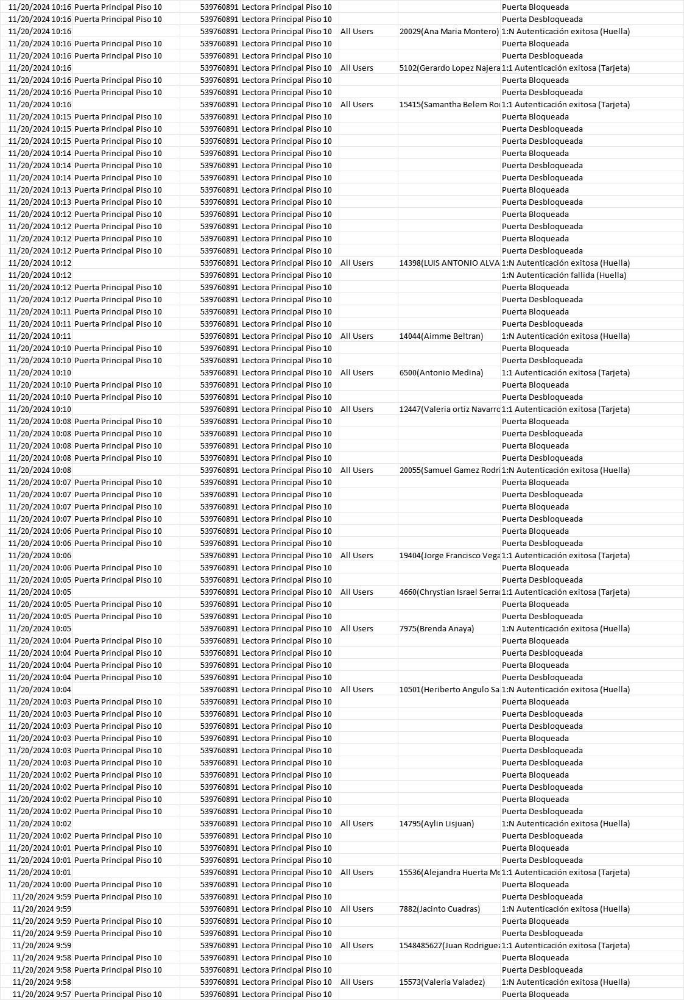 11/20/2024 10:16 Puerta Principal Piso 10 539760891 Lectora Principal Piso 10 Puerta Bloqueada
11/20/2024 10:16 Puerta Principal Piso 10 539760891 Lectora Principal Piso 10 Puerta Desbloqueada
11/20/2024 10:16 539760891 Lectora Principal Piso 10 All Users 20029(Ana Maria Montero) 1:N Autenticación exitosa (Huella)
11/20/2024 10:16 Puerta Principal Piso 10 539760891 Lectora Principal Piso 10 Puerta Bloqueada
11/20/2024 10:16 Puerta Principal Piso 10 539760891 Lectora Principal Piso 10 Puerta Desbloqueada
11/20/2024 10:16 539760891 Lectora Principal Piso 10 All Users 5102(Gerardo Lopez Najera 1:1 Autenticación exitosa (Tarjeta)
11/20/2024 10:16 Puerta Principal Piso 10 539760891 Lectora Principal Piso 10 Puerta Bloqueada
11/20/2024 10:16 Puerta Principal Piso 10 539760891 Lectora Principal Piso 10 Puerta Desbloqueada
11/20/2024 10:16 539760891 Lectora Principal Piso 10 All Users 15415(Samantha Belem Ro 1:1 Autenticación exitosa (Tarjeta)
11/20/2024 10:15 Puerta Principal Piso 10 539760891 Lectora Principal Piso 10 Puerta Bloqueada
11/20/2024 10:15 Puerta Principal Piso 10 539760891 Lectora Principal Piso 10 Puerta Desbloqueada
11/20/2024 10:15 Puerta Principal Piso 10 539760891 Lectora Principal Piso 10 Puerta Desbloqueada
11/20/2024 10:14 Puerta Principal Piso 10 539760891 Lectora Principal Piso 10 Puerta Bloqueada
11/20/2024 10:14 Puerta Principal Piso 10 539760891 Lectora Principal Piso 10 Puerta Desbloqueada
11/20/2024 10:14 Puerta Principal Piso 10 539760891 Lectora Principal Piso 10 Puerta Desbloqueada
11/20/2024 10:13 Puerta Principal Piso 10 539760891 Lectora Principal Piso 10 Puerta Bloqueada
11/20/2024 10:13 Puerta Principal Piso 10 539760891 Lectora Principal Piso 10 Puerta Desbloqueada
11/20/2024 10:12 Puerta Principal Piso 10 539760891 Lectora Principal Piso 10 Puerta Bloqueada
11/20/2024 10:12 Puerta Principal Piso 10 539760891 Lectora Principal Piso 10 Puerta Desbloqueada
11/20/2024 10:12 Puerta Principal Piso 10 539760891 Lectora Principal Piso 10 Puerta Bloqueada
11/20/2024 10:12 Puerta Principal Piso 10 539760891 Lectora Principal Piso 10 Puerta Desbloqueada
11/20/2024 10:12 539760891 Lectora Principal Piso 10 All Users 14398(LUIS ANTONIO ALVA 1:N Autenticación exitosa (Huella)
11/20/2024 10:12 539760891 Lectora Principal Piso 10 1:N Autenticación fallida (Huella)
11/20/2024 10:12 Puerta Principal Piso 10 539760891 Lectora Principal Piso 10 Puerta Bloqueada
11/20/2024 10:12 Puerta Principal Piso 10 539760891 Lectora Principal Piso 10 Puerta Desbloqueada
11/20/2024 10:11 Puerta Principal Piso 10 539760891 Lectora Principal Piso 10 Puerta Bloqueada
11/20/2024 10:11 Puerta Principal Piso 10 539760891 Lectora Principal Piso 10 Puerta Desbloqueada
11/20/2024 10:11 539760891 Lectora Principal Piso 10 All Users 14044(Aimme Beltran) 1:N Autenticación exitosa (Huella)
11/20/2024 10:10 Puerta Principal Piso 10 539760891 Lectora Principal Piso 10 Puerta Bloqueada
11/20/2024 10:10 Puerta Principal Piso 10 539760891 Lectora Principal Piso 10 Puerta Desbloqueada
11/20/2024 10:10 539760891 Lectora Principal Piso 10 All Users 6500(Antonio Medina) 1:1 Autenticación exitosa (Tarjeta)
11/20/2024 10:10 Puerta Principal Piso 10 539760891 Lectora Principal Piso 10 Puerta Bloqueada
11/20/2024 10:10 Puerta Principal Piso 10 539760891 Lectora Principal Piso 10 Puerta Desbloqueada
11/20/2024 10:10 539760891 Lectora Principal Piso 10 All Users 12447(Valeria ortiz Navarro 1:1 Autenticación exitosa (Tarjeta)
11/20/2024 10:08 Puerta Principal Piso 10 539760891 Lectora Principal Piso 10 Puerta Bloqueada
11/20/2024 10:08 Puerta Principal Piso 10 539760891 Lectora Principal Piso 10 Puerta Desbloqueada
11/20/2024 10:08 Puerta Principal Piso 10 539760891 Lectora Principal Piso 10 Puerta Bloqueada
11/20/2024 10:08 Puerta Principal Piso 10 539760891 Lectora Principal Piso 10 Puerta Desbloqueada
11/20/2024 10:08 539760891 Lectora Principal Piso 10 All Users 20055(Samuel Gamez Rodri 1:N Autenticación exitosa (Huella)
11/20/2024 10:07 Puerta Principal Piso 10 539760891 Lectora Principal Piso 10 Puerta Bloqueada
11/20/2024 10:07 Puerta Principal Piso 10 539760891 Lectora Principal Piso 10 Puerta Desbloqueada
11/20/2024 10:07 Puerta Principal Piso 10 539760891 Lectora Principal Piso 10 Puerta Bloqueada
11/20/2024 10:07 Puerta Principal Piso 10 539760891 Lectora Principal Piso 10 Puerta Desbloqueada
11/20/2024 10:06 Puerta Principal Piso 10 539760891 Lectora Principal Piso 10 Puerta Bloqueada
11/20/2024 10:06 Puerta Principal Piso 10 539760891 Lectora Principal Piso 10 Puerta Desbloqueada
11/20/2024 10:06 539760891 Lectora Principal Piso 10 All Users 19404(Jorge Francisco Vega 1:1 Autenticación exitosa (Tarjeta)
11/20/2024 10:06 Puerta Principal Piso 10 539760891 Lectora Principal Piso 10 Puerta Bloqueada
11/20/2024 10:05 Puerta Principal Piso 10 539760891 Lectora Principal Piso 10 Puerta Desbloqueada
11/20/2024 10:05 539760891 Lectora Principal Piso 10 All Users 4660(Chrystian Israel Serra 1:1 Autenticación exitosa (Tarjeta)
11/20/2024 10:05 Puerta Principal Piso 10 539760891 Lectora Principal Piso 10 Puerta Bloqueada
11/20/2024 10:05 Puerta Principal Piso 10 539760891 Lectora Principal Piso 10 Puerta Desbloqueada
11/20/2024 10:05 539760891 Lectora Principal Piso 10 All Users 7975(Brenda Anaya) 1:N Autenticación exitosa (Huella)
11/20/2024 10:04 Puerta Principal Piso 10 539760891 Lectora Principal Piso 10 Puerta Bloqueada
11/20/2024 10:04 Puerta Principal Piso 10 539760891 Lectora Principal Piso 10 Puerta Desbloqueada
11/20/2024 10:04 Puerta Principal Piso 10 539760891 Lectora Principal Piso 10 Puerta Bloqueada
11/20/2024 10:04 Puerta Principal Piso 10 539760891 Lectora Principal Piso 10 Puerta Desbloqueada
11/20/2024 10:04 539760891 Lectora Principal Piso 10 All Users 10501(Heriberto Angulo Sa 1:N Autenticación exitosa (Huella)
11/20/2024 10:03 Puerta Principal Piso 10 539760891 Lectora Principal Piso 10 Puerta Bloqueada
11/20/2024 10:03 Puerta Principal Piso 10 539760891 Lectora Principal Piso 10 Puerta Desbloqueada
11/20/2024 10:03 Puerta Principal Piso 10 539760891 Lectora Principal Piso 10 Puerta Desbloqueada
11/20/2024 10:03 Puerta Principal Piso 10 539760891 Lectora Principal Piso 10 Puerta Bloqueada
11/20/2024 10:03 Puerta Principal Piso 10 539760891 Lectora Principal Piso 10 Puerta Desbloqueada
11/20/2024 10:03 Puerta Principal Piso 10 539760891 Lectora Principal Piso 10 Puerta Desbloqueada
11/20/2024 10:02 Puerta Principal Piso 10 539760891 Lectora Principal Piso 10 Puerta Bloqueada
11/20/2024 10:02 Puerta Principal Piso 10 539760891 Lectora Principal Piso 10 Puerta Desbloqueada
11/20/2024 10:02 Puerta Principal Piso 10 539760891 Lectora Principal Piso 10 Puerta Bloqueada
11/20/2024 10:02 Puerta Principal Piso 10 539760891 Lectora Principal Piso 10 Puerta Desbloqueada
11/20/2024 10:02 539760891 Lectora Principal Piso 10 All Users 14795(Aylin Lisjuan) 1:N Autenticación exitosa (Huella)
11/20/2024 10:02 Puerta Principal Piso 10 539760891 Lectora Principal Piso 10 Puerta Desbloqueada
11/20/2024 10:01 Puerta Principal Piso 10 539760891 Lectora Principal Piso 10 Puerta Bloqueada
11/20/2024 10:01 Puerta Principal Piso 10 539760891 Lectora Principal Piso 10 Puerta Desbloqueada
11/20/2024 10:01 539760891 Lectora Principal Piso 10 All Users 15536(Alejandra Huerta Me 1:1 Autenticación exitosa (Tarjeta)
11/20/2024 10:00 Puerta Principal Piso 10 539760891 Lectora Principal Piso 10 Puerta Bloqueada
11/20/2024 9:59 Puerta Principal Piso 10 539760891 Lectora Principal Piso 10 Puerta Desbloqueada
11/20/2024 9:59 539760891 Lectora Principal Piso 10 All Users 7882(Jacinto Cuadras) 1:N Autenticación exitosa (Huella)
11/20/2024 9:59 Puerta Principal Piso 10 539760891 Lectora Principal Piso 10 Puerta Bloqueada
11/20/2024 9:59 Puerta Principal Piso 10 539760891 Lectora Principal Piso 10 Puerta Desbloqueada
11/20/2024 9:59 539760891 Lectora Principal Piso 10 All Users 1548485627(Juan Rodriguez 1:1 Autenticación exitosa (Tarjeta)
11/20/2024 9:58 Puerta Principal Piso 10 539760891 Lectora Principal Piso 10 Puerta Bloqueada
11/20/2024 9:58 Puerta Principal Piso 10 539760891 Lectora Principal Piso 10 Puerta Desbloqueada
11/20/2024 9:58 539760891 Lectora Principal Piso 10 All Users 15573(Valeria Valadez) 1:N Autenticación exitosa (Huella)
11/20/2024 9:57 Puerta Principal Piso 10 539760891 Lectora Principal Piso 10 Puerta Bloqueada